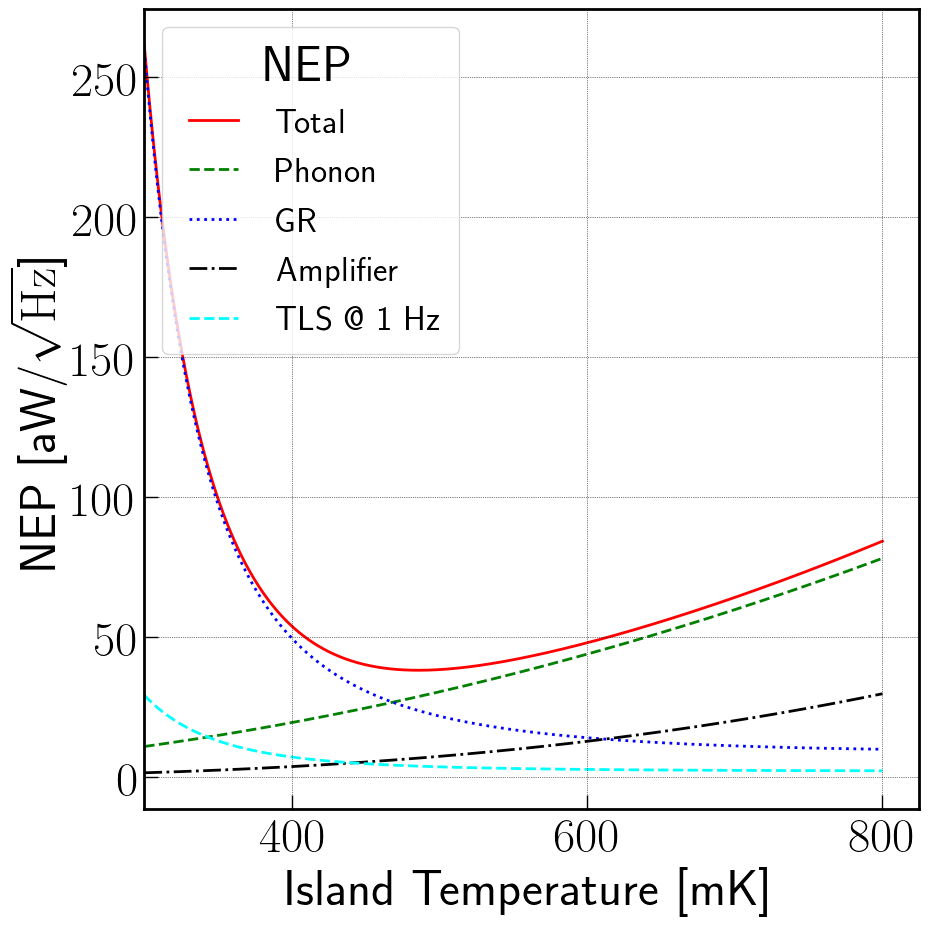 NEP
Total
Phonon
GR
Amplifier
TLS @ 1 Hz
250
200
150
100
50
0
NEP [aW/√Hz]
400 600 800
Island Temperature [mK]